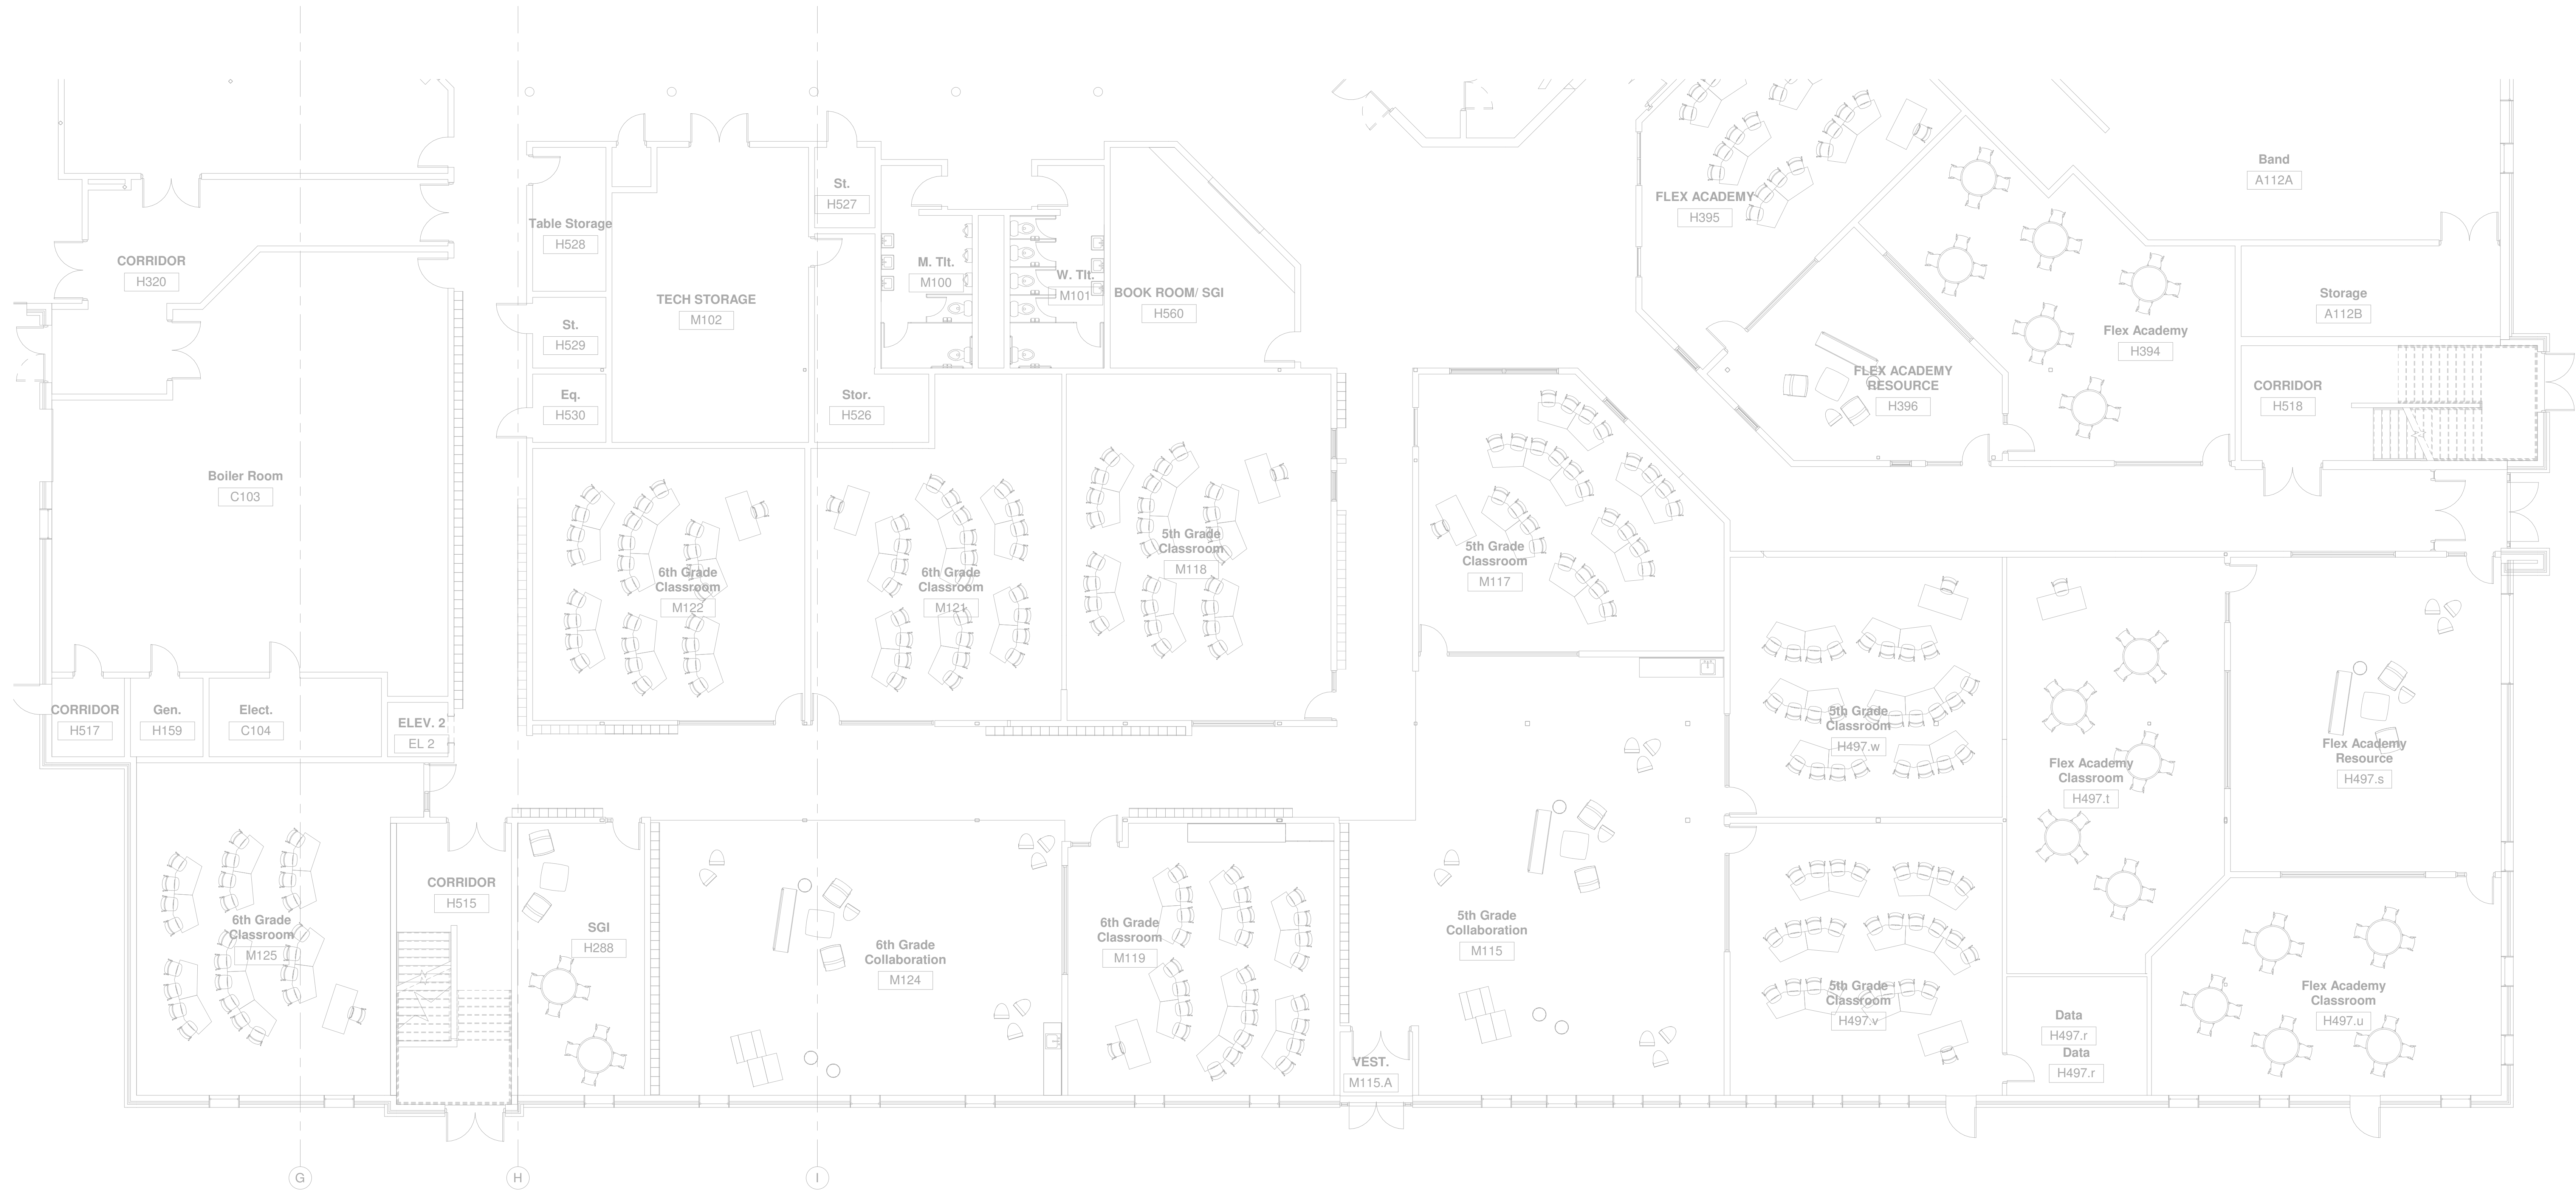 Band
A112A
St.
H527
FLEX ACADEMY
H395
Table Storage
H528
CORRIDOR
H320
M. Tlt.
M100
W. Tlt.
M101
BOOK ROOM/ SGI
H560
TECH STORAGE
M102
Storage
A112B
St.
H529
Flex Academy
H394
FLEX ACADEMY
RESOURCE
H396
CORRIDOR
H518
Eq.
H530
Stor.
H526
Boiler Room
C103
5th Grade
Classroom
M118
5th Grade
Classroom
M117
6th Grade
Classroom
M122
6th Grade
Classroom
M121
CORRIDOR
H517
Gen.
H159
Elect.
C104
ELEV. 2
EL 2
5th Grade
Classroom
H497.w
Flex Academy
Classroom
H497.t
Flex Academy
Resource
H497.s
CORRIDOR
H515
6th Grade
Classroom
M125
SGI
H288
6th Grade
Collaboration
M124
6th Grade
Classroom
M119
5th Grade
Collaboration
M115
5th Grade
Classroom
H497.v
Flex Academy
Classroom
H497.u
Data
H497.r
Data
H497.r
VEST.
M115.A
G
H
I